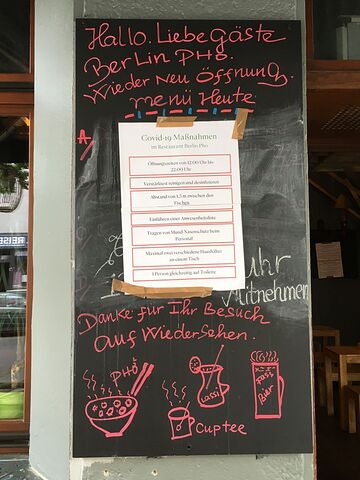 Hallo. Liebe Gäste
Berlin PHO.
Wieder Neu Öffnung.
menü Heute
A
Covid-19 Maßnahmen
im Restaurant Berlin Pho
Öffnungszeiten von 12:00 Uhr bis
22:00 Uhr
Verstärkest reinigen und desinfizieren
Abstand von 1,5 m zwischen den
Tischen
Einführen einer Anwesenheitsliste
Tragen von Mund-Nasenschutz beim
Personal
Maximal zwei verschiedene Haushälter
an einem Tisch
1 Person gleichzeitig auf Toilette
uhr
Mitnehmen
Danke für Ihr Besuch
auf Wiedersehen.
PHỞ
Lassi
Fass
Bier
Cuptee